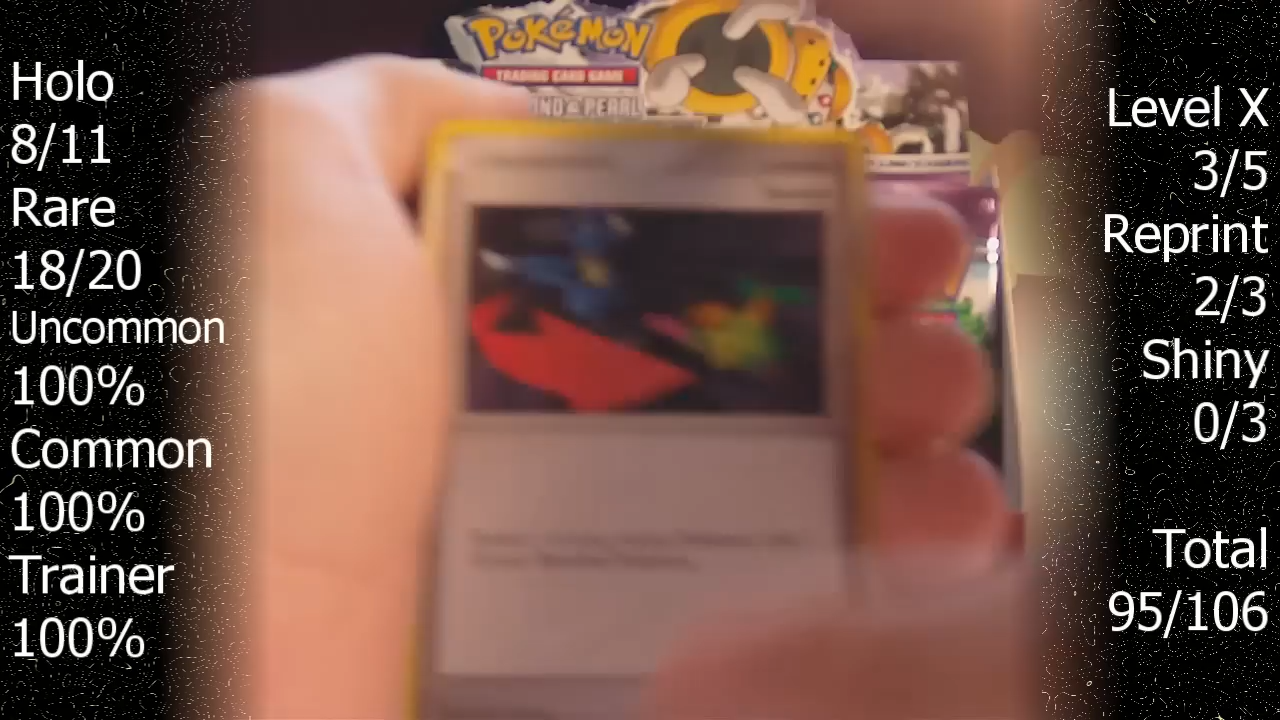 Holo
8/11
Rare
18/20
Uncommon
100%
Common
100%
Trainer
100%
POKéMON
TRADING CARD GAME
PEARL
Level X
3/5
Reprint
2/3
Shiny
0/3
Total
95/106